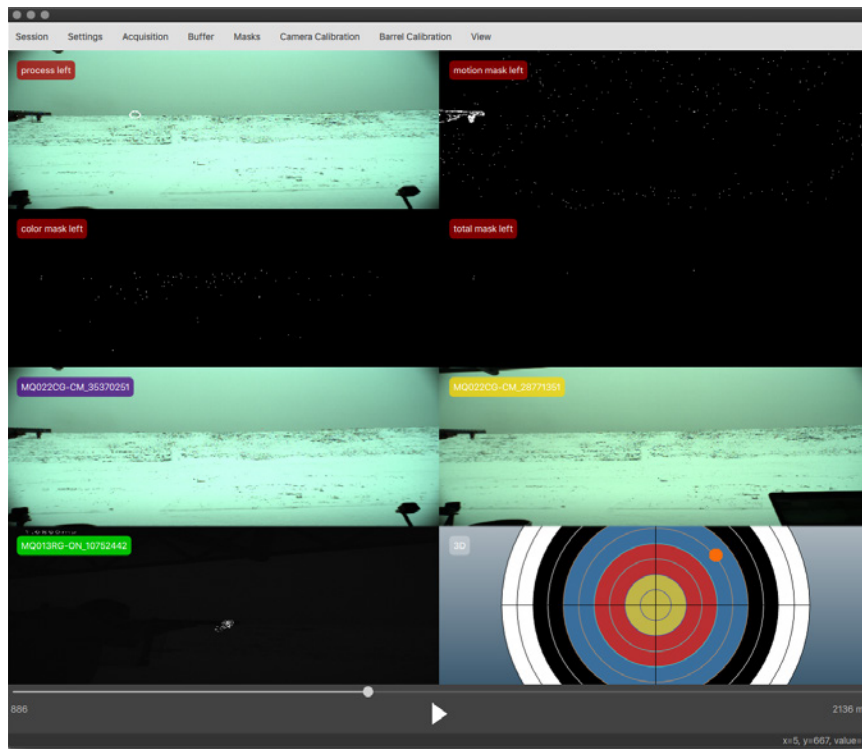 Session Settings Acquisition Buffer Masks Camera Calibration Barrel Calibration View
process left
motion mask left
color mask left
total mask left
MQ022CG-CM_35370251
MQ022CG-CM_28771351
MQ013RG-ON_10752442
3D
886
2136 m
x=5, y=667, value=